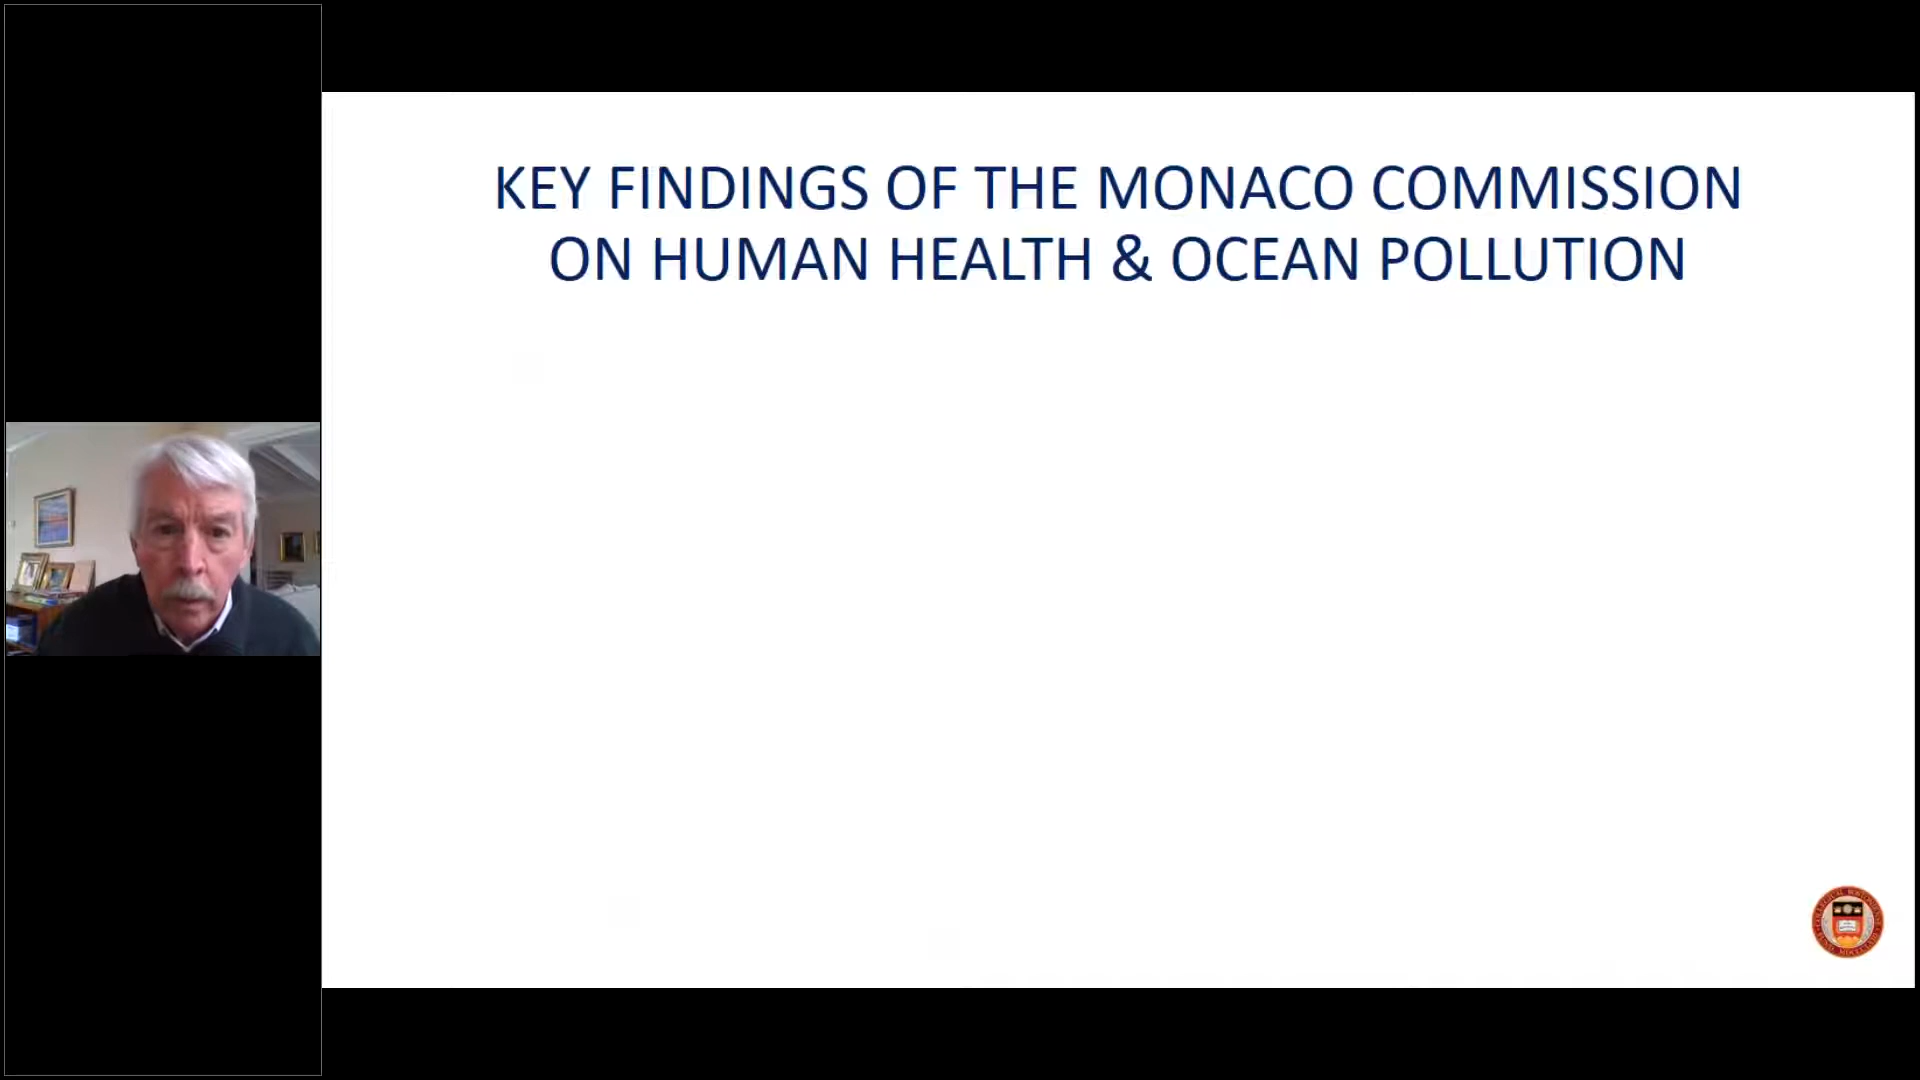 KEY FINDINGS OF THE MONACO COMMISSION
ON HUMAN HEALTH & OCEAN POLLUTION